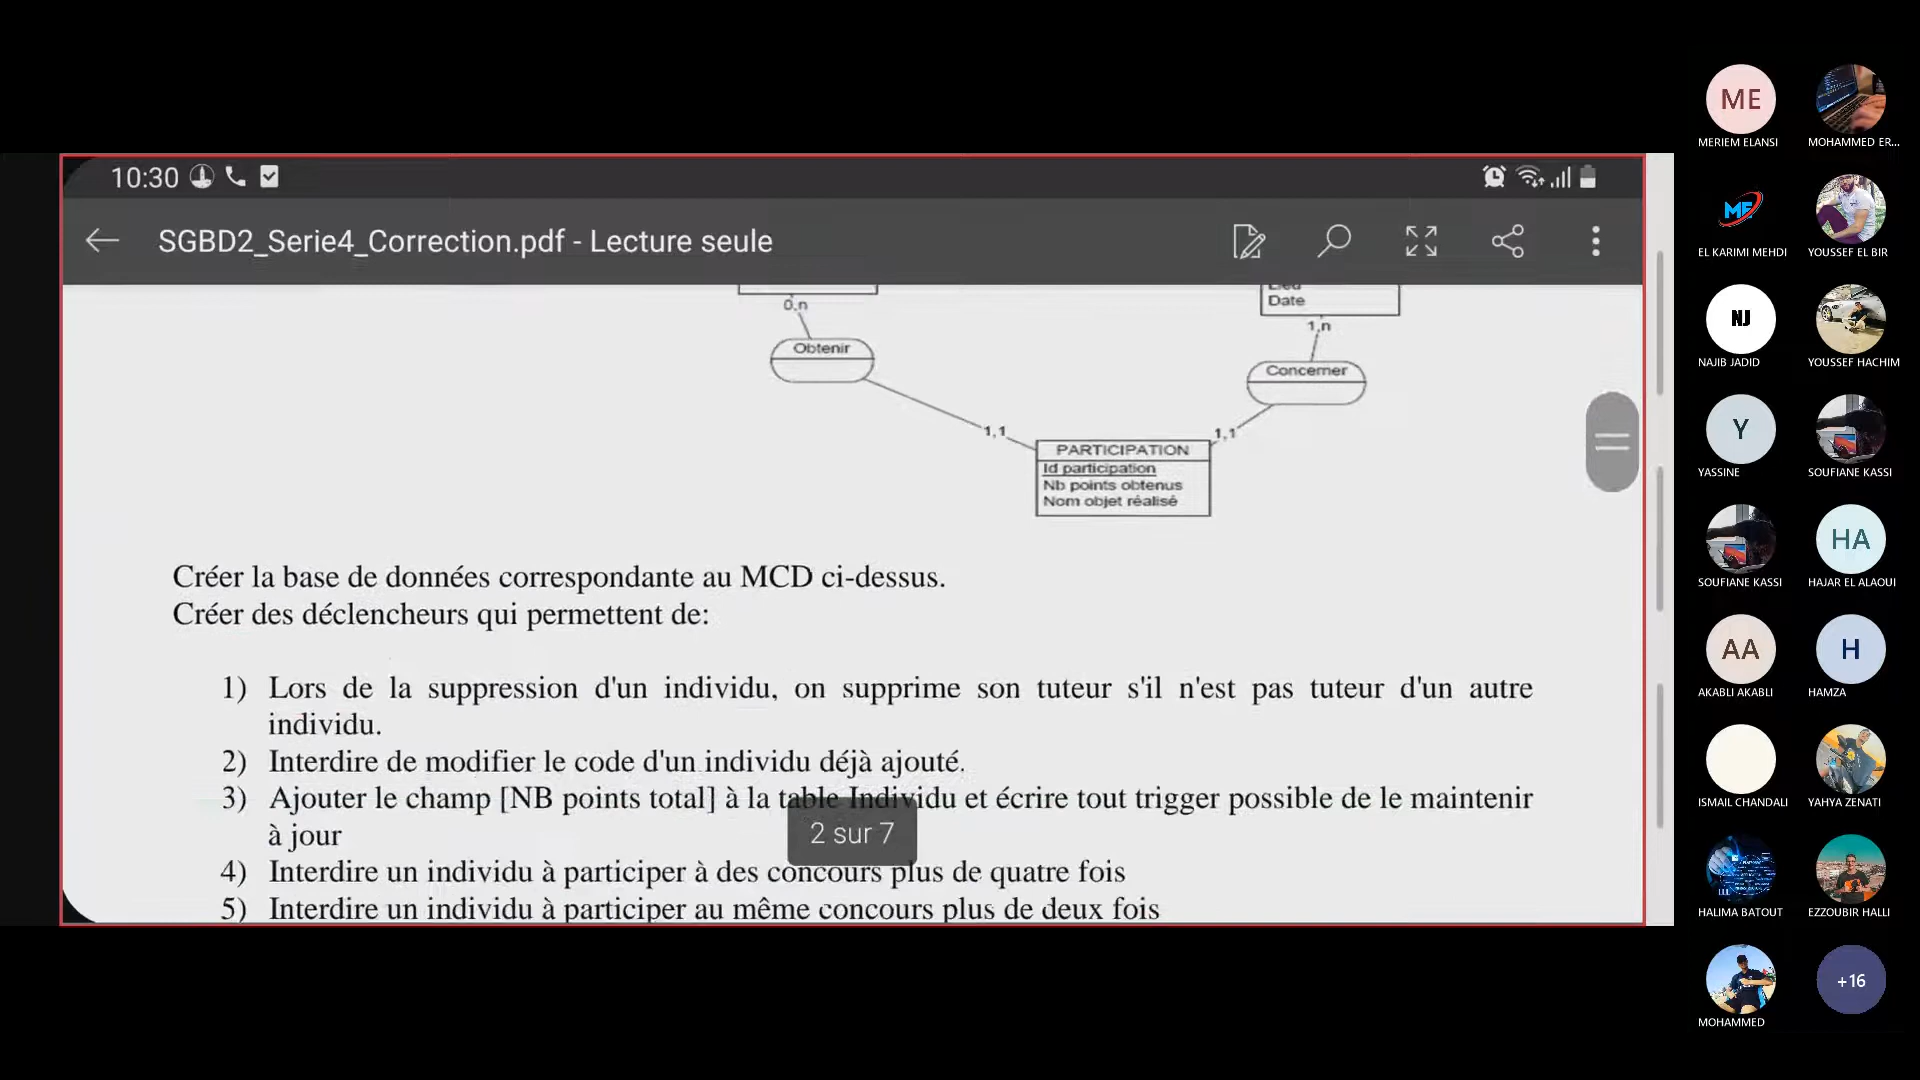 10:30
SGBD2_Serie4_Correction.pdf - Lecture seule
0,n
Obtenir
Lieu
Date
1,n
Concerner
1,1
1,1
PARTICIPATION
Id participation
Nb points obtenus
Nom objet réalisé
Créer la base de données correspondante au MCD ci-dessus.
Créer des déclencheurs qui permettent de:
1) Lors de la suppression d'un individu, on supprime son tuteur s'il n'est pas tuteur d'un autre
individu.
2) Interdire de modifier le code d'un individu déjà ajouté.
3) Ajouter le champ [NB points total] à la table Individu et écrire tout trigger possible de le maintenir
à jour
2 sur 7
4) Interdire un individu à participer à des concours plus de quatre fois
5) Interdire un individu à participer au même concours plus de deux fois
ME
MERIEM ELANSI
MOHAMMED ER...
ME
EL KARIMI MEHDI
YOUSSEF EL BIR
NJ
NAJIB JADID
YOUSSEF HACHIM
Y
YASSINE
SOUFIANE KASSI
SOUFIANE KASSI
HA
HAJAR EL ALAOUI
AA
AKABLI AKABLI
H
HAMZA
ISMAIL CHANDALI
YAHYA ZENATI
HALIMA BATOUT
EZZOUBIR HALLI
MOHAMMED
+16